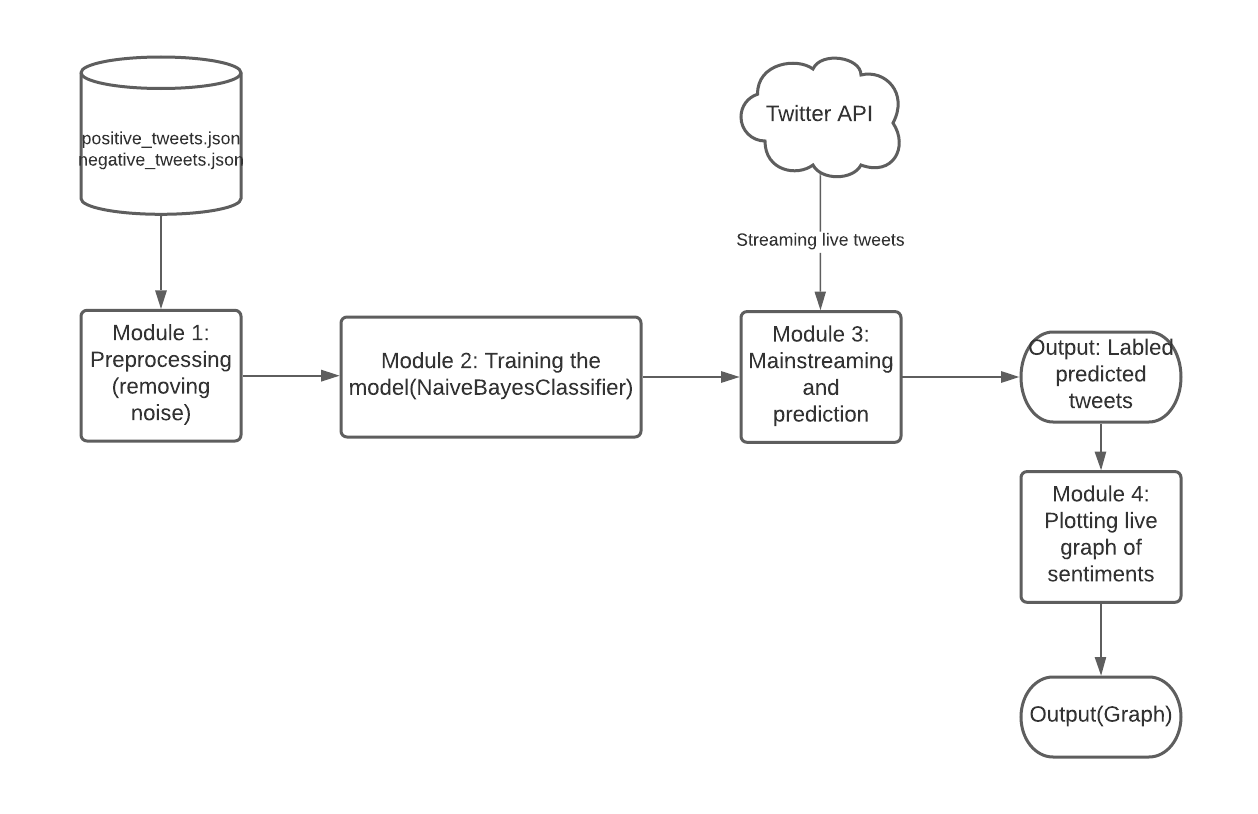 positive_tweets.json
negative_tweets.json
Twitter API
Streaming live tweets
Module 1:
Preprocessing
(removing
noise)
Module 2: Training the
model(NaiveBayesClassifier)
Module 3:
Mainstreaming
and
prediction
Output: Labled
predicted
tweets
Module 4:
Plotting live
graph of
sentiments
Output(Graph)